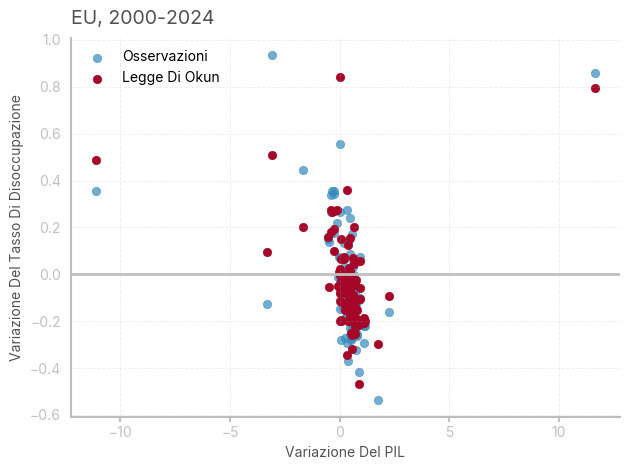 EU, 2000-2024
Osservazioni
Legge Di Okun
Variazione Del Tasso Di Disoccupazione
1.0
0.8
0.6
0.4
0.2
0.0
−0.2
−0.4
−0.6
−10
−5
0
5
10
Variazione Del PIL